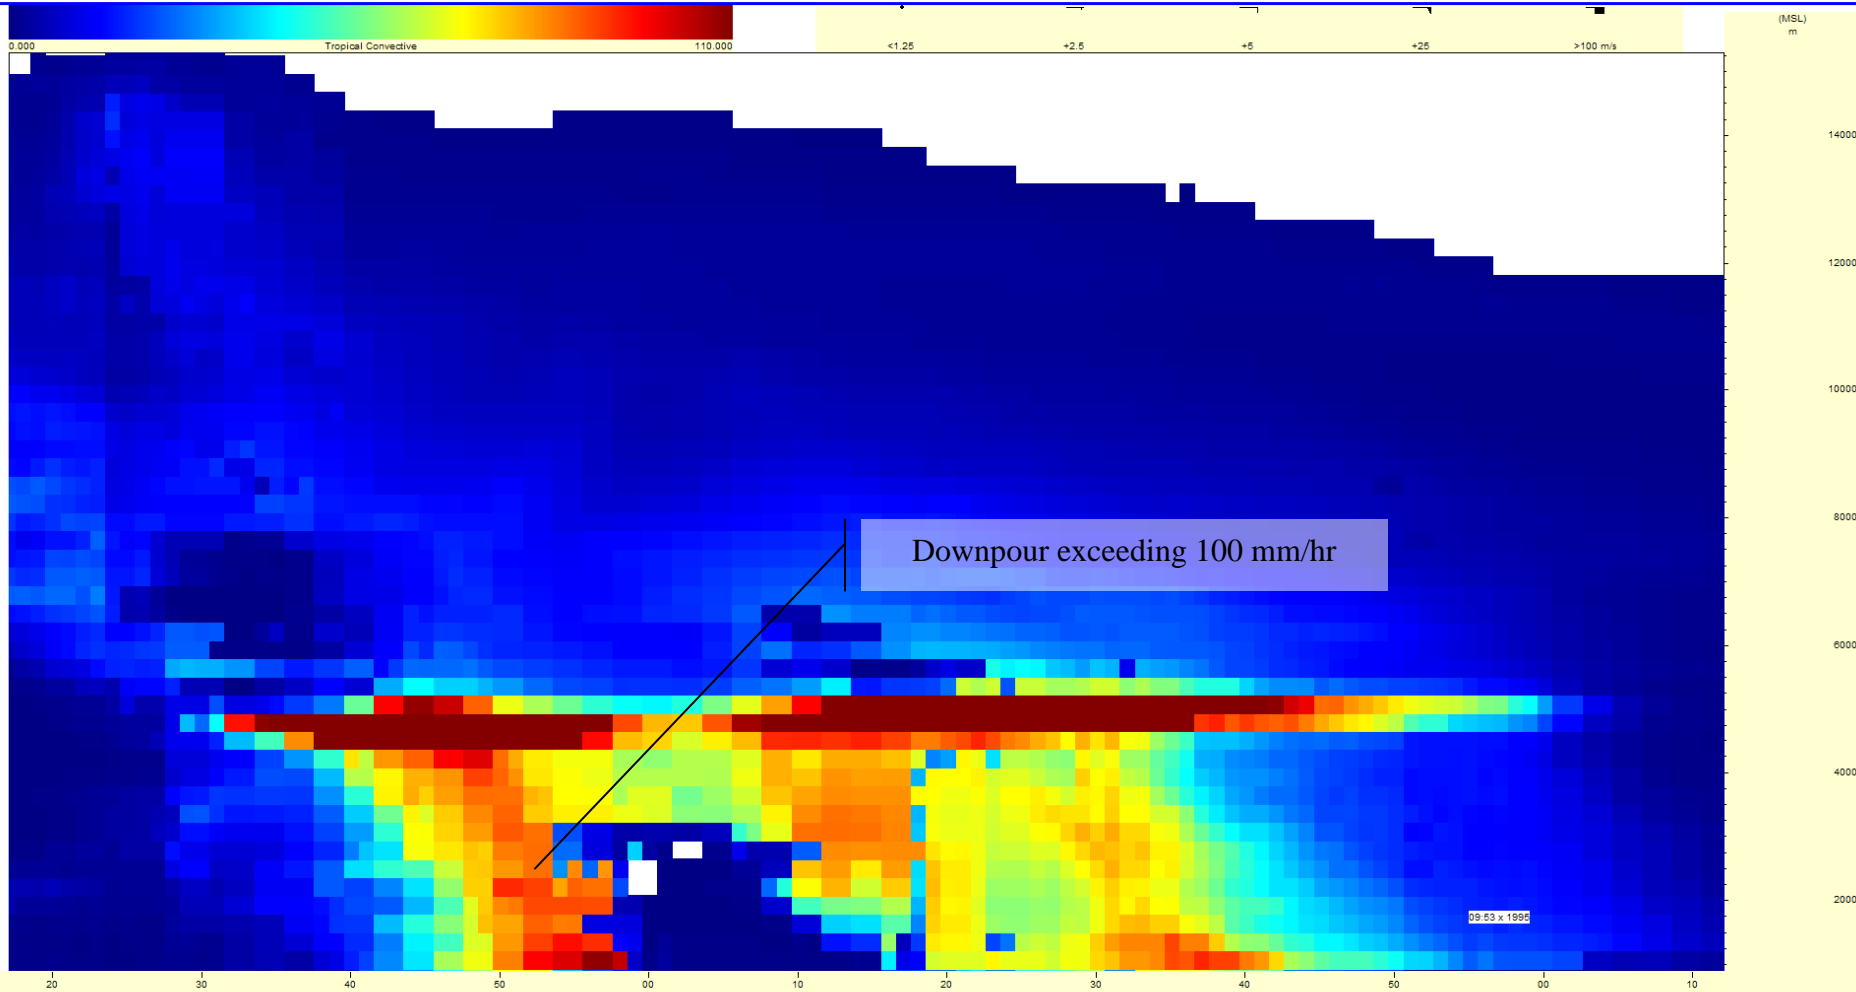 0.000 Tropical Convective 110.000 <1.25 +2.5 +5 +25 >100 m/s
(MSL)
m
14000
12000
10000
8000
Downpour exceeding 100 mm/hr
6000
4000
2000
09:53 x 1995
20 30 40 50 00 10 20 30 40 50 00 10